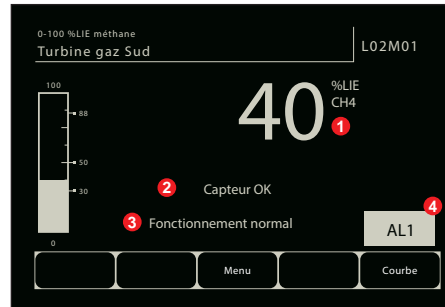 0-100 %LIE méthane
Turbine gaz Sud
L02M01
100
88
50
30
0
40
%LIE
CH4
1
2 Capteur OK
3 Fonctionnement normal
4
AL1
Menu
Courbe